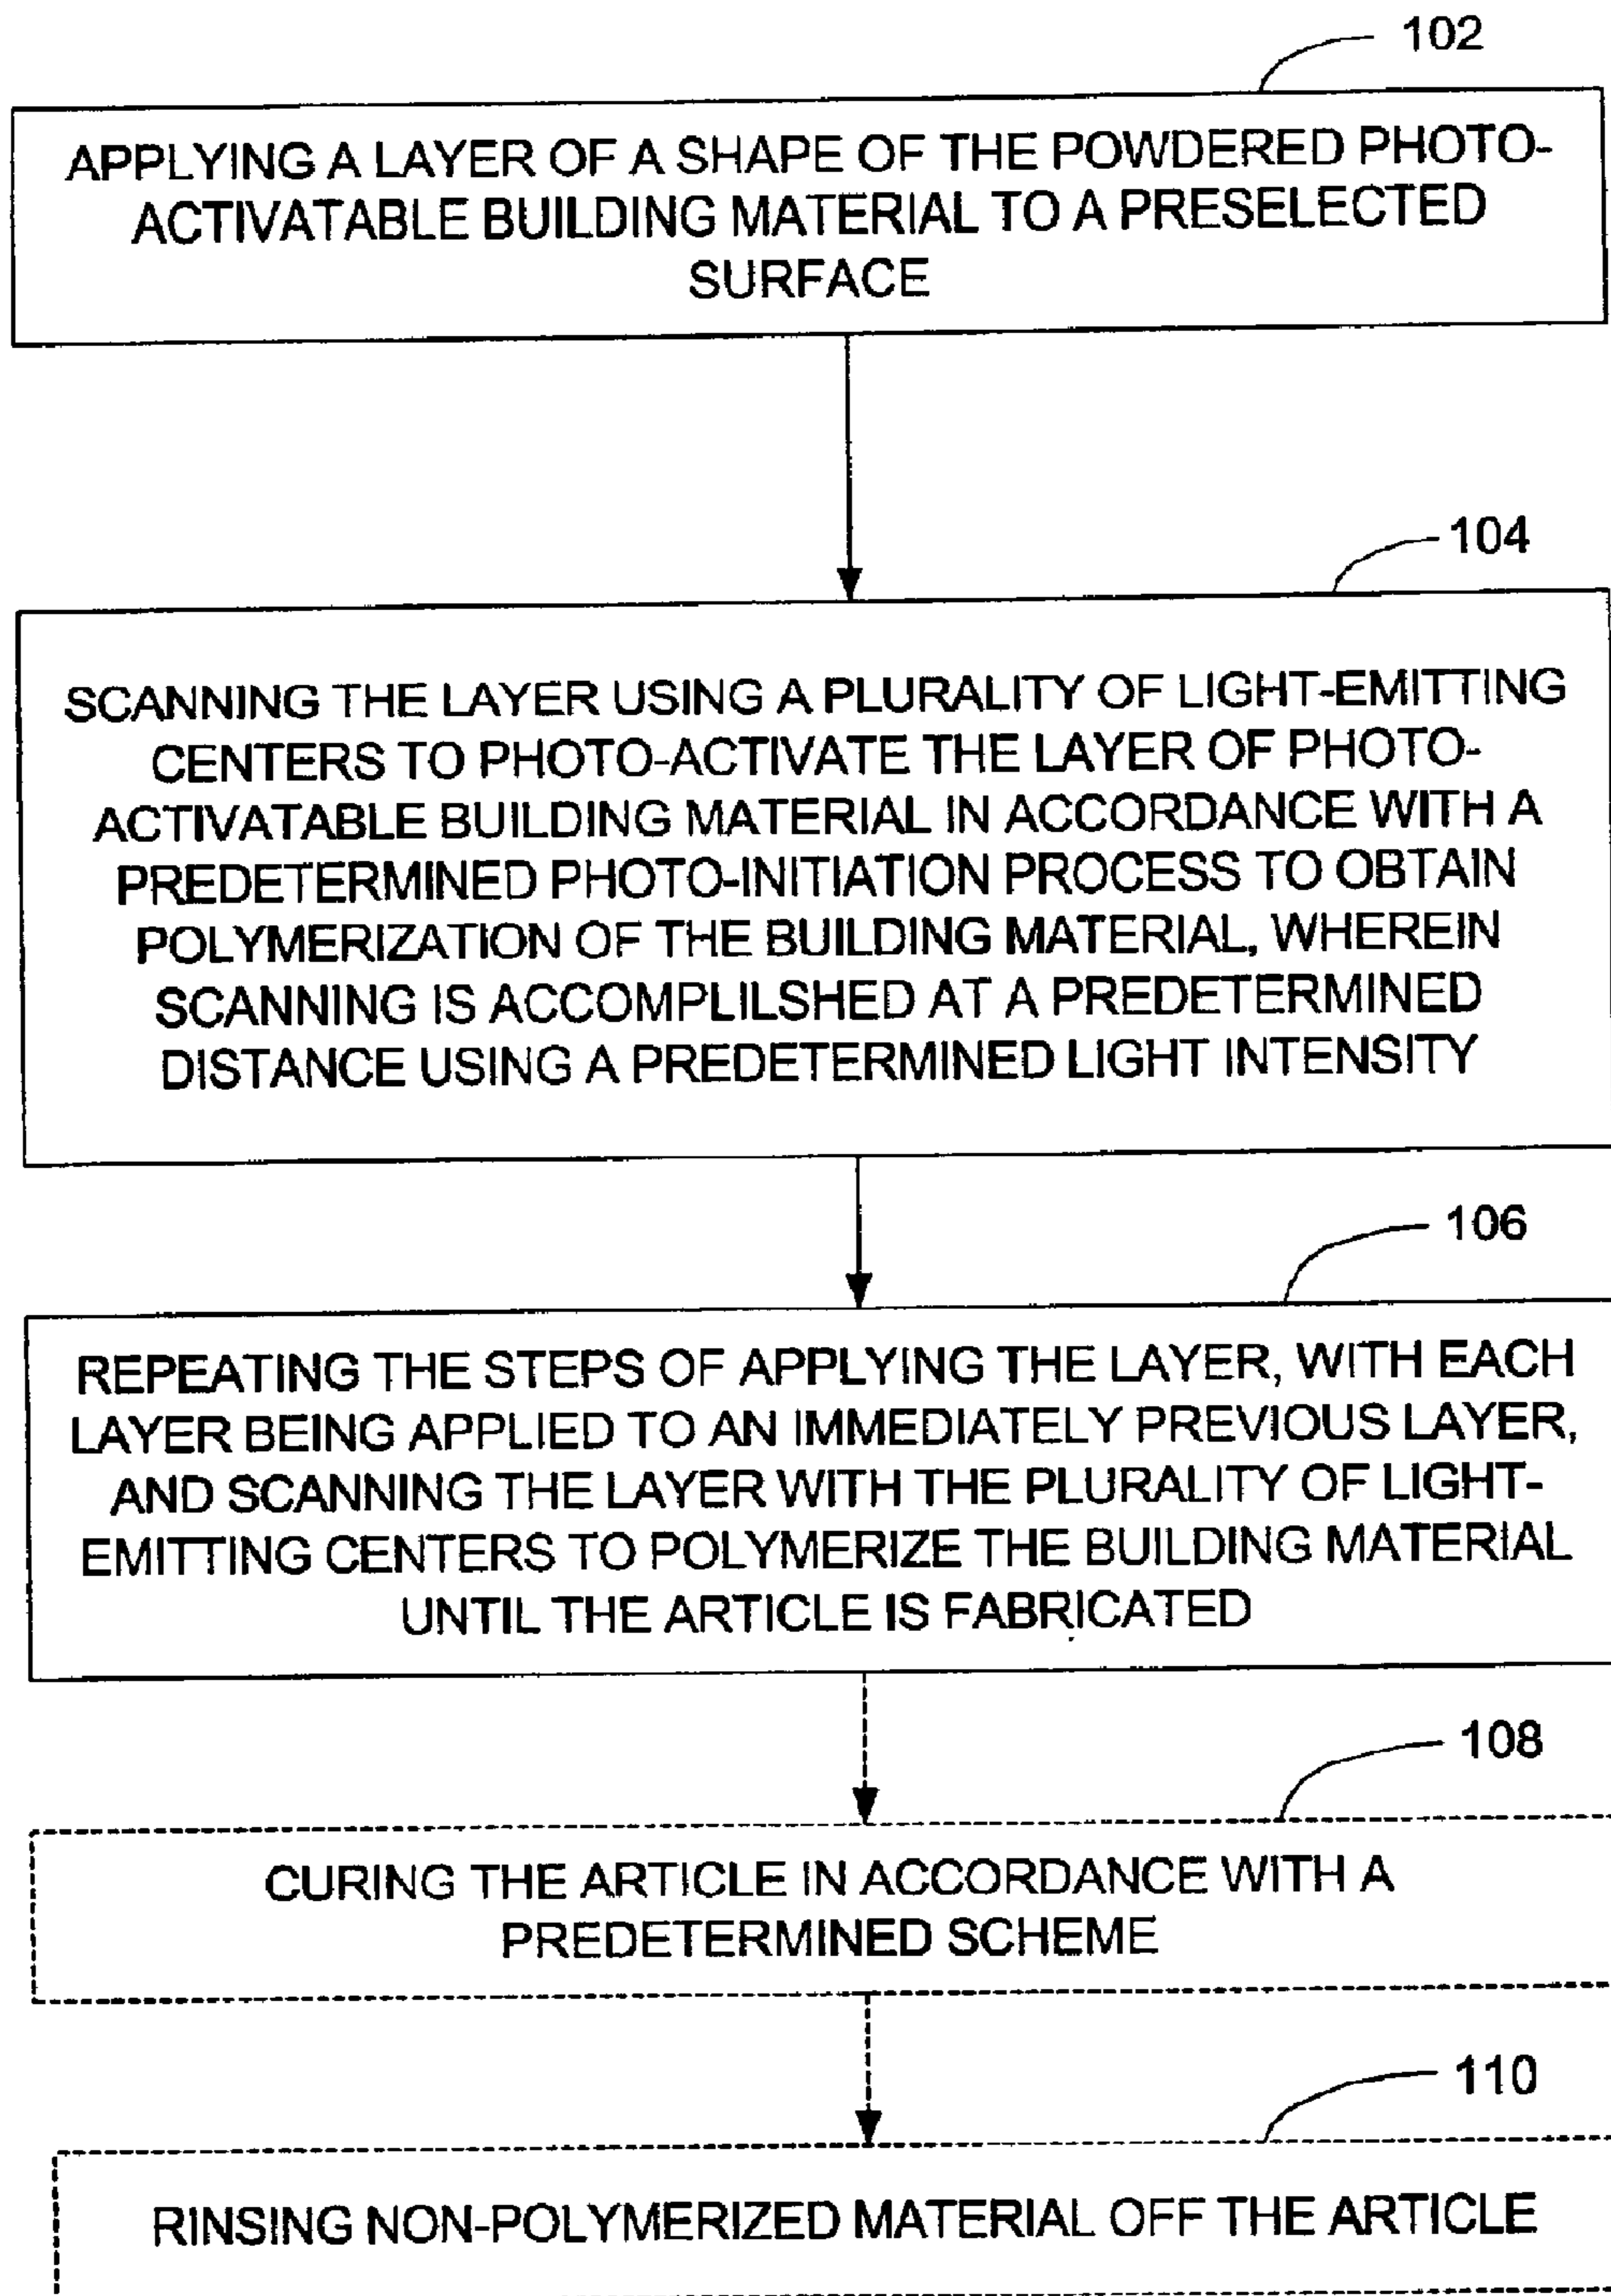 102
APPLYING A LAYER OF A SHAPE OF THE POWDERED PHOTO-
ACTIVATABLE BUILDING MATERIAL TO A PRESELECTED
SURFACE
104
SCANNING THE LAYER USING A PLURALITY OF LIGHT-EMITTING
CENTERS TO PHOTO-ACTIVATE THE LAYER OF PHOTO-
ACTIVATABLE BUILDING MATERIAL IN ACCORDANCE WITH A
PREDETERMINED PHOTO-INITIATION PROCESS TO OBTAIN
POLYMERIZATION OF THE BUILDING MATERIAL, WHEREIN
SCANNING IS ACCOMPLILSHED AT A PREDETERMINED
DISTANCE USING A PREDETERMINED LIGHT INTENSITY
106
REPEATING THE STEPS OF APPLYING THE LAYER, WITH EACH
LAYER BEING APPLIED TO AN IMMEDIATELY PREVIOUS LAYER,
AND SCANNING THE LAYER WITH THE PLURALITY OF LIGHT-
EMITTING CENTERS TO POLYMERIZE THE BUILDING MATERIAL
UNTIL THE ARTICLE IS FABRICATED
108
CURING THE ARTICLE IN ACCORDANCE WITH A
PREDETERMINED SCHEME
110
RINSING NON-POLYMERIZED MATERIAL OFF THE ARTICLE